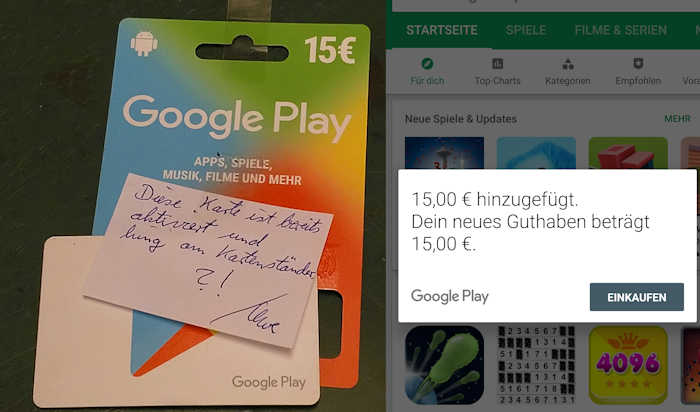 15€
Google Play
APPS, SPIELE,
MUSIK, FILME UND MEHR
Diese Karte ist bereits
aktiviert und
hung am Kartenständer
?!
Uwe
Google Play
STARTSEITE SPIELE FILME & SERIEN
Für dich Top-Charts Kategorien Empfohlen
Neue Spiele & Updates MEHR
15,00 € hinzugefügt.
Dein neues Guthaben beträgt
15,00 €.
Google Play EINKAUFEN
4096